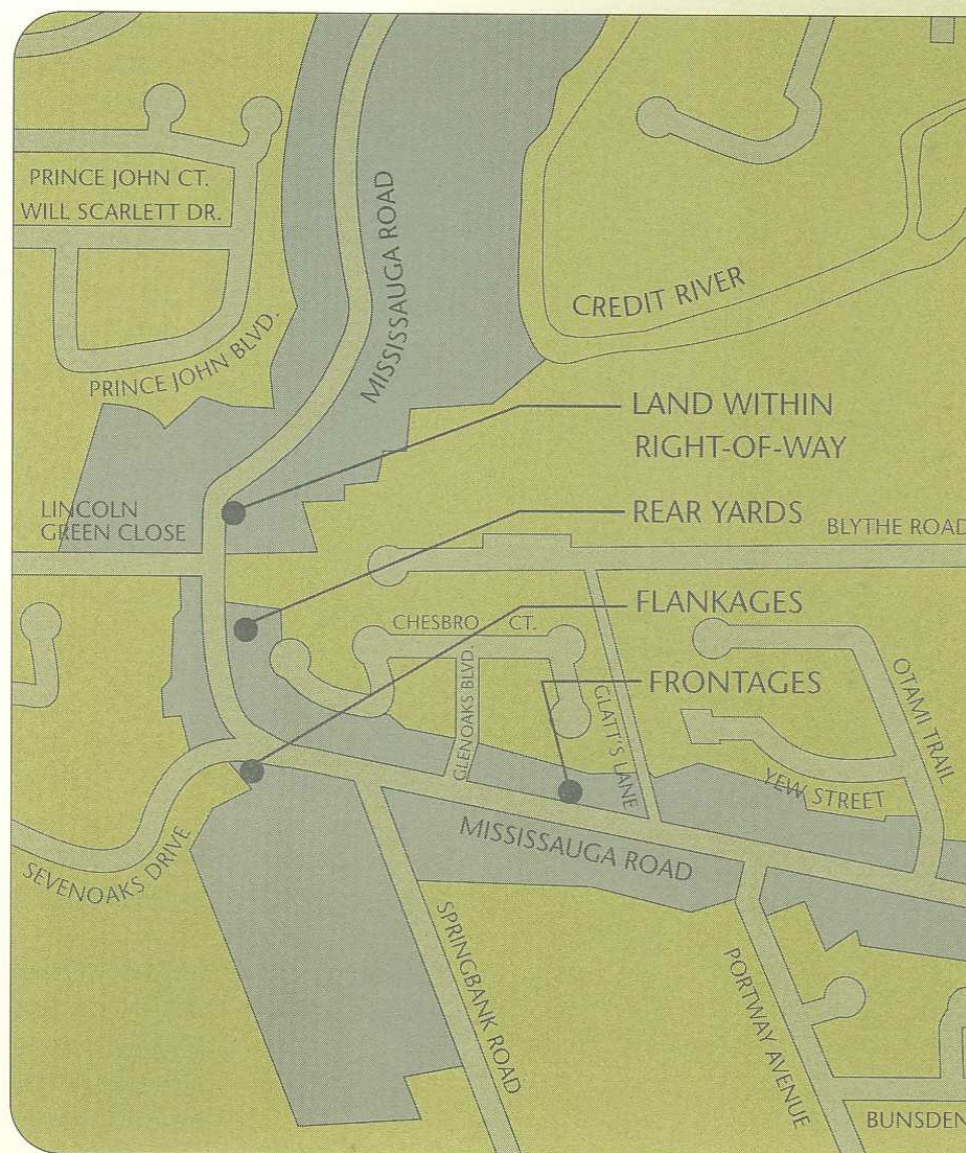 PRINCE JOHN CT.
WILL SCARLETT DR.
MISSISSAUGA ROAD
CREDIT RIVER
PRINCE JOHN BLVD.
LAND WITHIN
RIGHT-OF-WAY
LINCOLN
GREEN CLOSE
REAR YARDS
BLYTHE ROAD
FLANKAGES
CHESBRO CT.
GLENOAKS BLVD.
FRONTAGES
GLATT'S LANE
OTAMI TRAIL
YEW STREET
MISSISSAUGA ROAD
SEVENOAKS DRIVE
SPRINGBANK ROAD
PORTWAY AVENUE
BUNSDEN